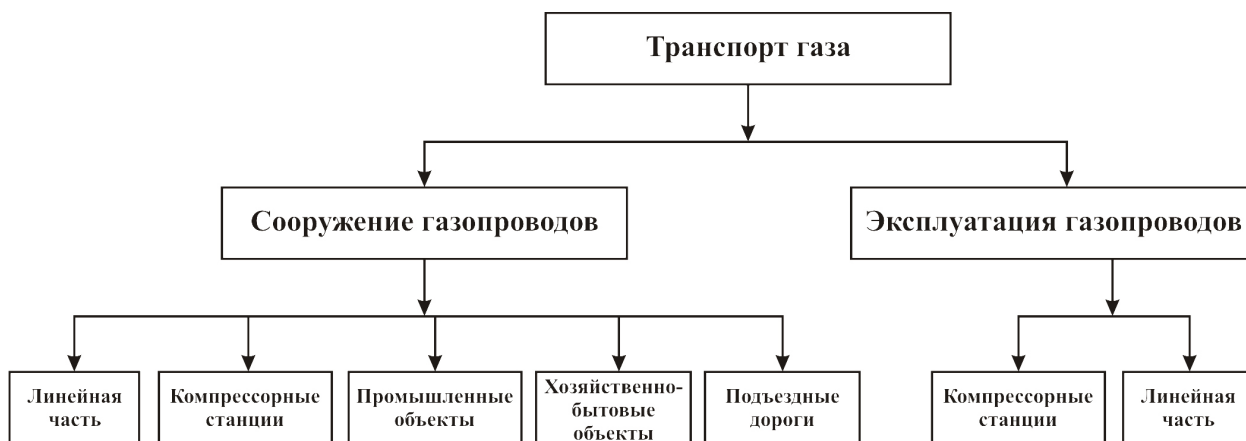 Транспорт газа
Сооружение газопроводов
Эксплуатация газопроводов
Линейная
часть
Компрессорные
станции
Промышленные
объекты
Хозяйственно-
бытовые
объекты
Подъездные
дороги
Компрессорные
станции
Линейная
часть